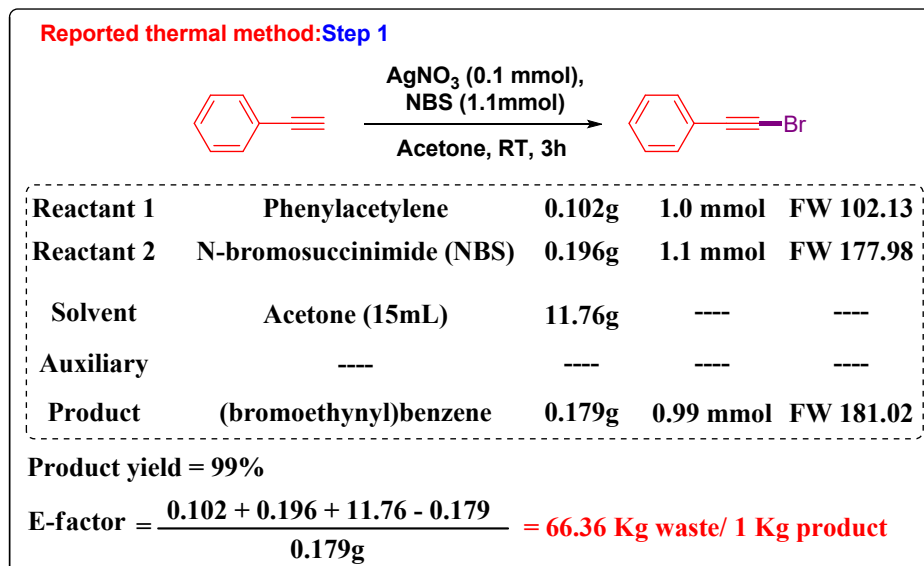 Reported thermal method:Step 1
AgNO₃ (0.1 mmol),
NBS (1.1mmol)
Br
Acetone, RT, 3h
Reactant 1 Phenylacetylene 0.102g 1.0 mmol FW 102.13
Reactant 2 N-bromosuccinimide (NBS) 0.196g 1.1 mmol FW 177.98
Solvent Acetone (15mL) 11.76g ---- ----
Auxiliary ---- ---- ---- ----
Product (bromoethynyl)benzene 0.179g 0.99 mmol FW 181.02
Product yield = 99%
0.102 + 0.196 + 11.76 - 0.179
E-factor = = 66.36 Kg waste/ 1 Kg product
0.179g